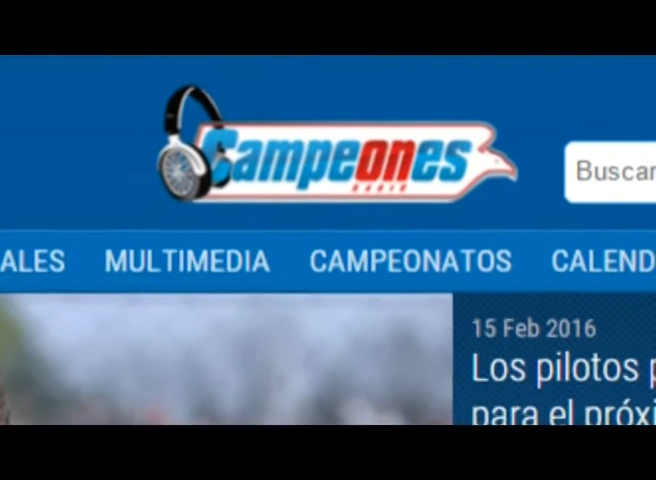 Campeones
RADIO
Buscar
ALES MULTIMEDIA CAMPEONATOS CALEND
15 Feb 2016
Los pilotos p
para el próxi